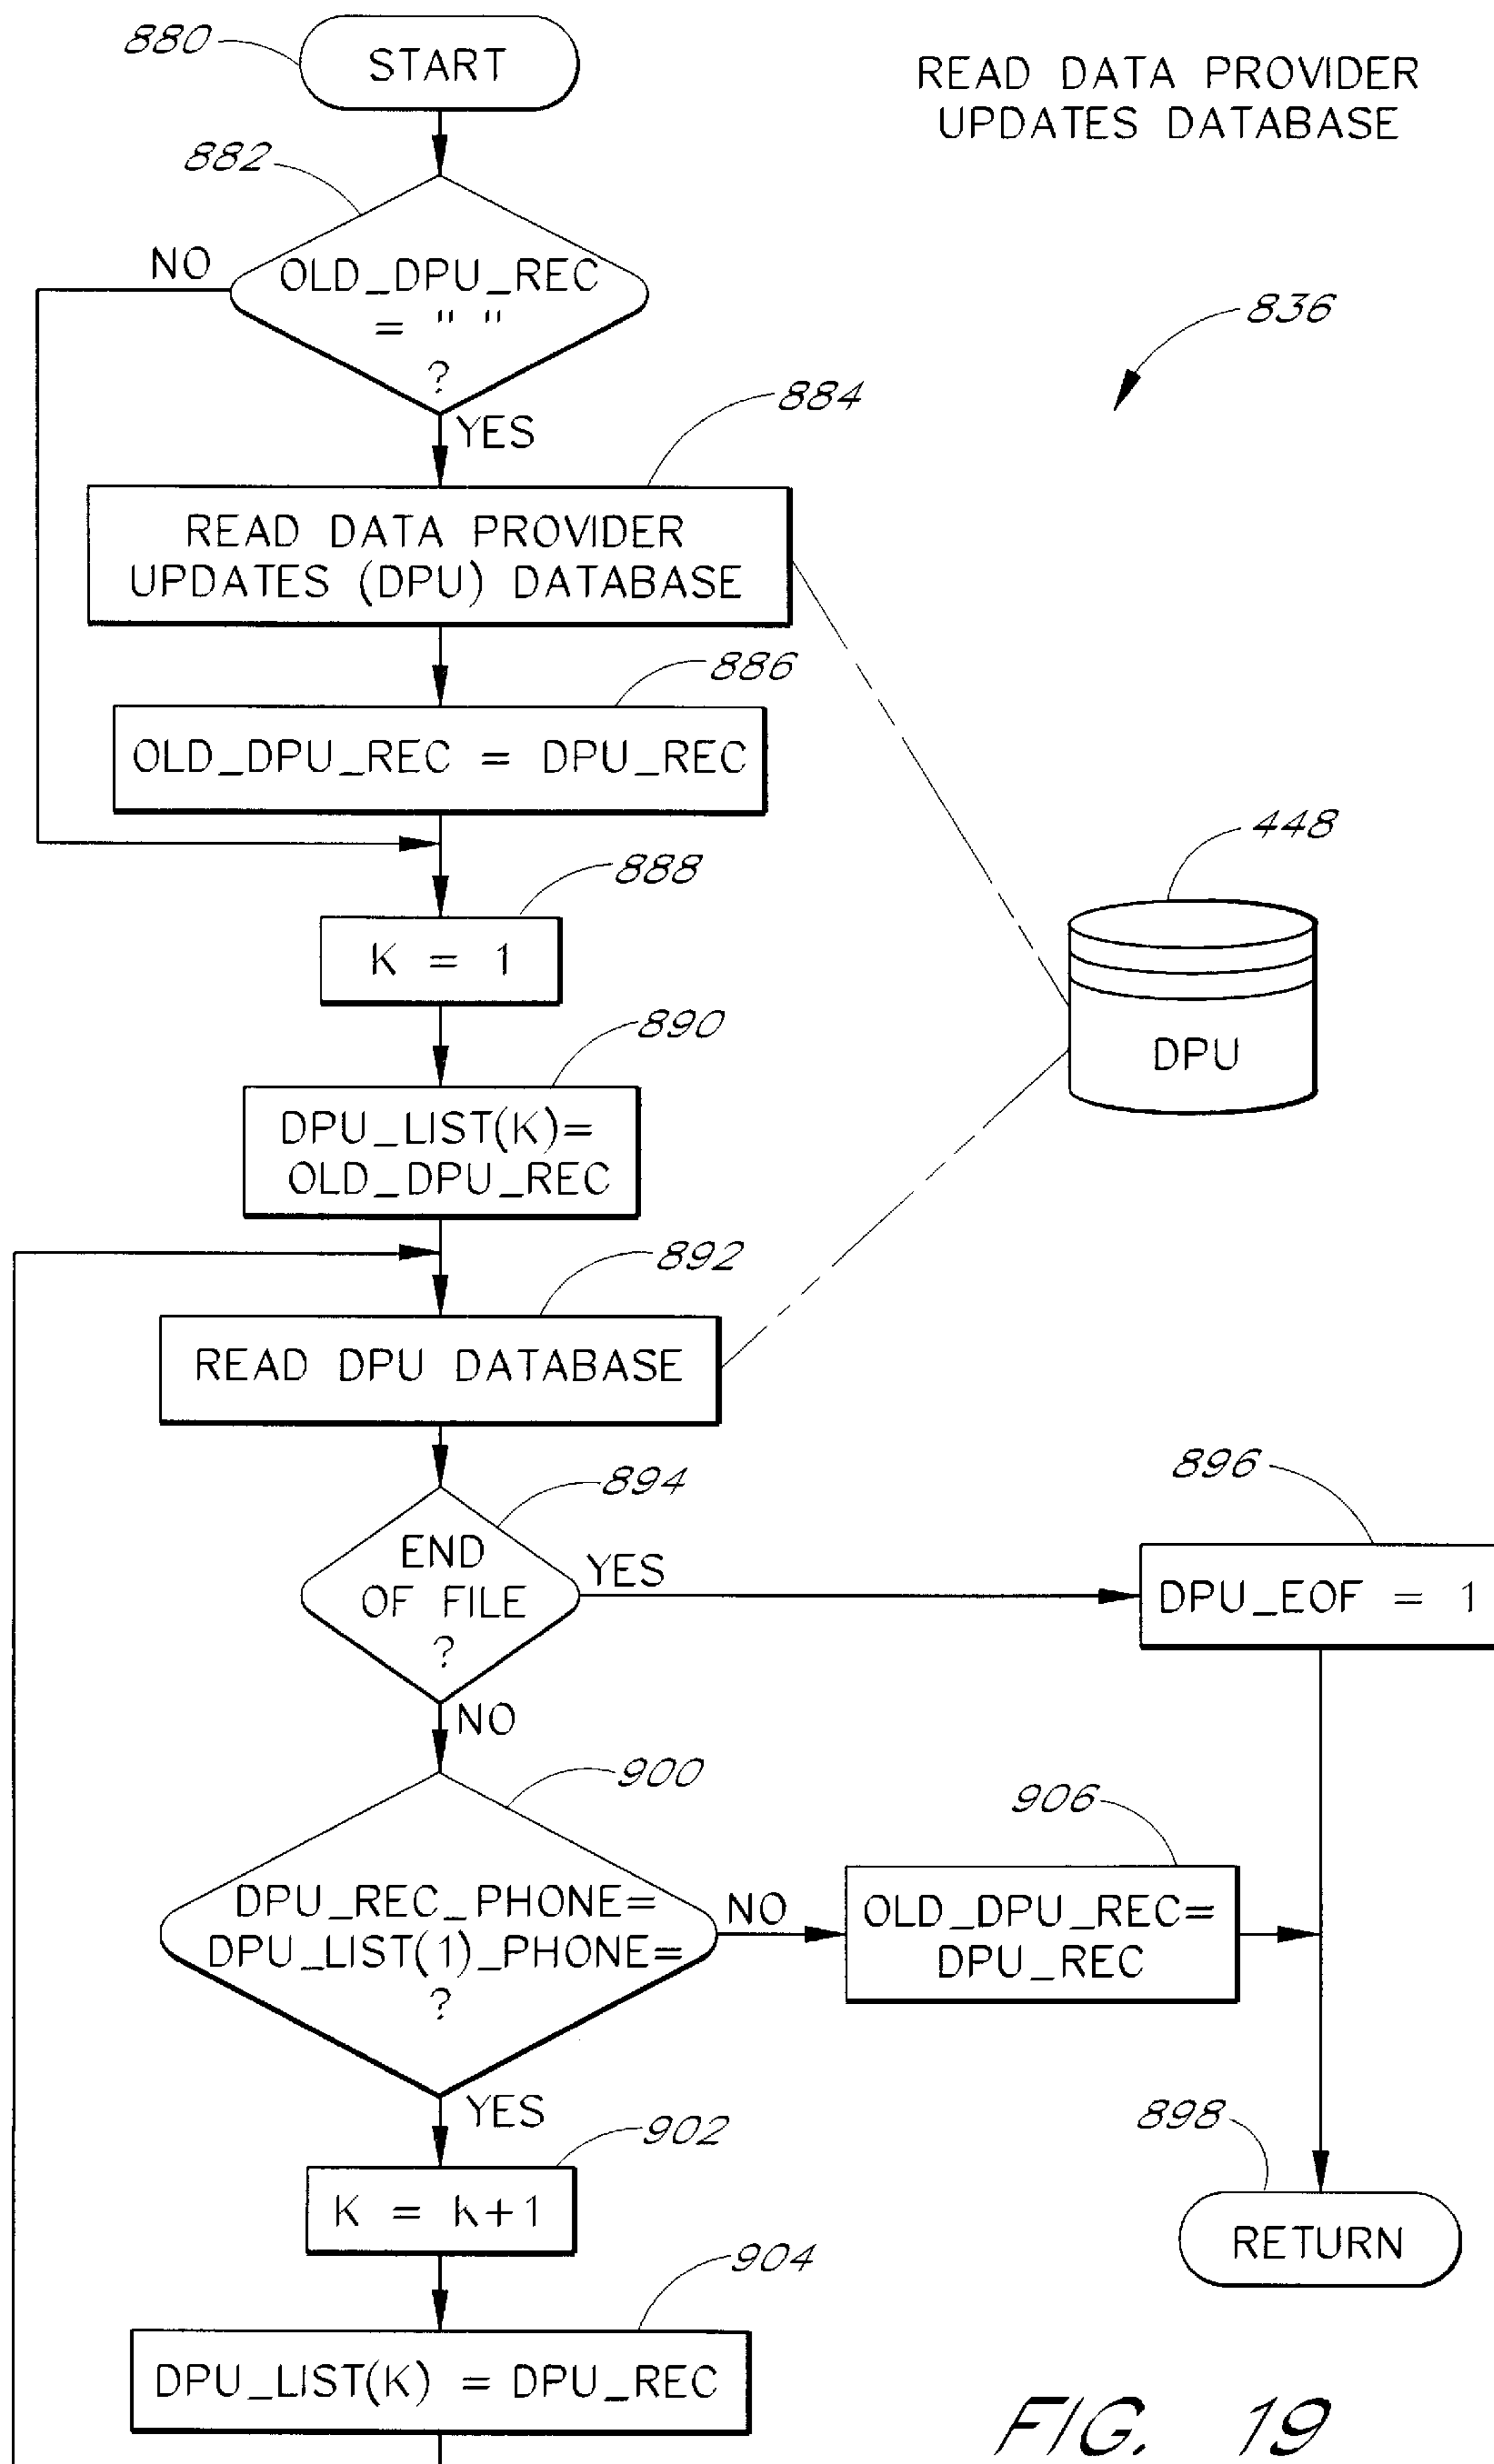 880
START
READ DATA PROVIDER
UPDATES DATABASE
882
NO
OLD_DPU_REC
= " "
?
836
YES
884
READ DATA PROVIDER
UPDATES (DPU) DATABASE
886
OLD_DPU_REC = DPU_REC
448
888
K = 1
DPU
890
DPU_LIST(K)=
OLD_DPU_REC
892
READ DPU DATABASE
894
896
END
OF FILE
?
YES
DPU_EOF = 1
NO
900
906
DPU_REC_PHONE=
DPU_LIST(1)_PHONE=
?
NO
OLD_DPU_REC=
DPU_REC
YES
898
902
K = k+1
RETURN
904
DPU_LIST(K) = DPU_REC
FIG. 19